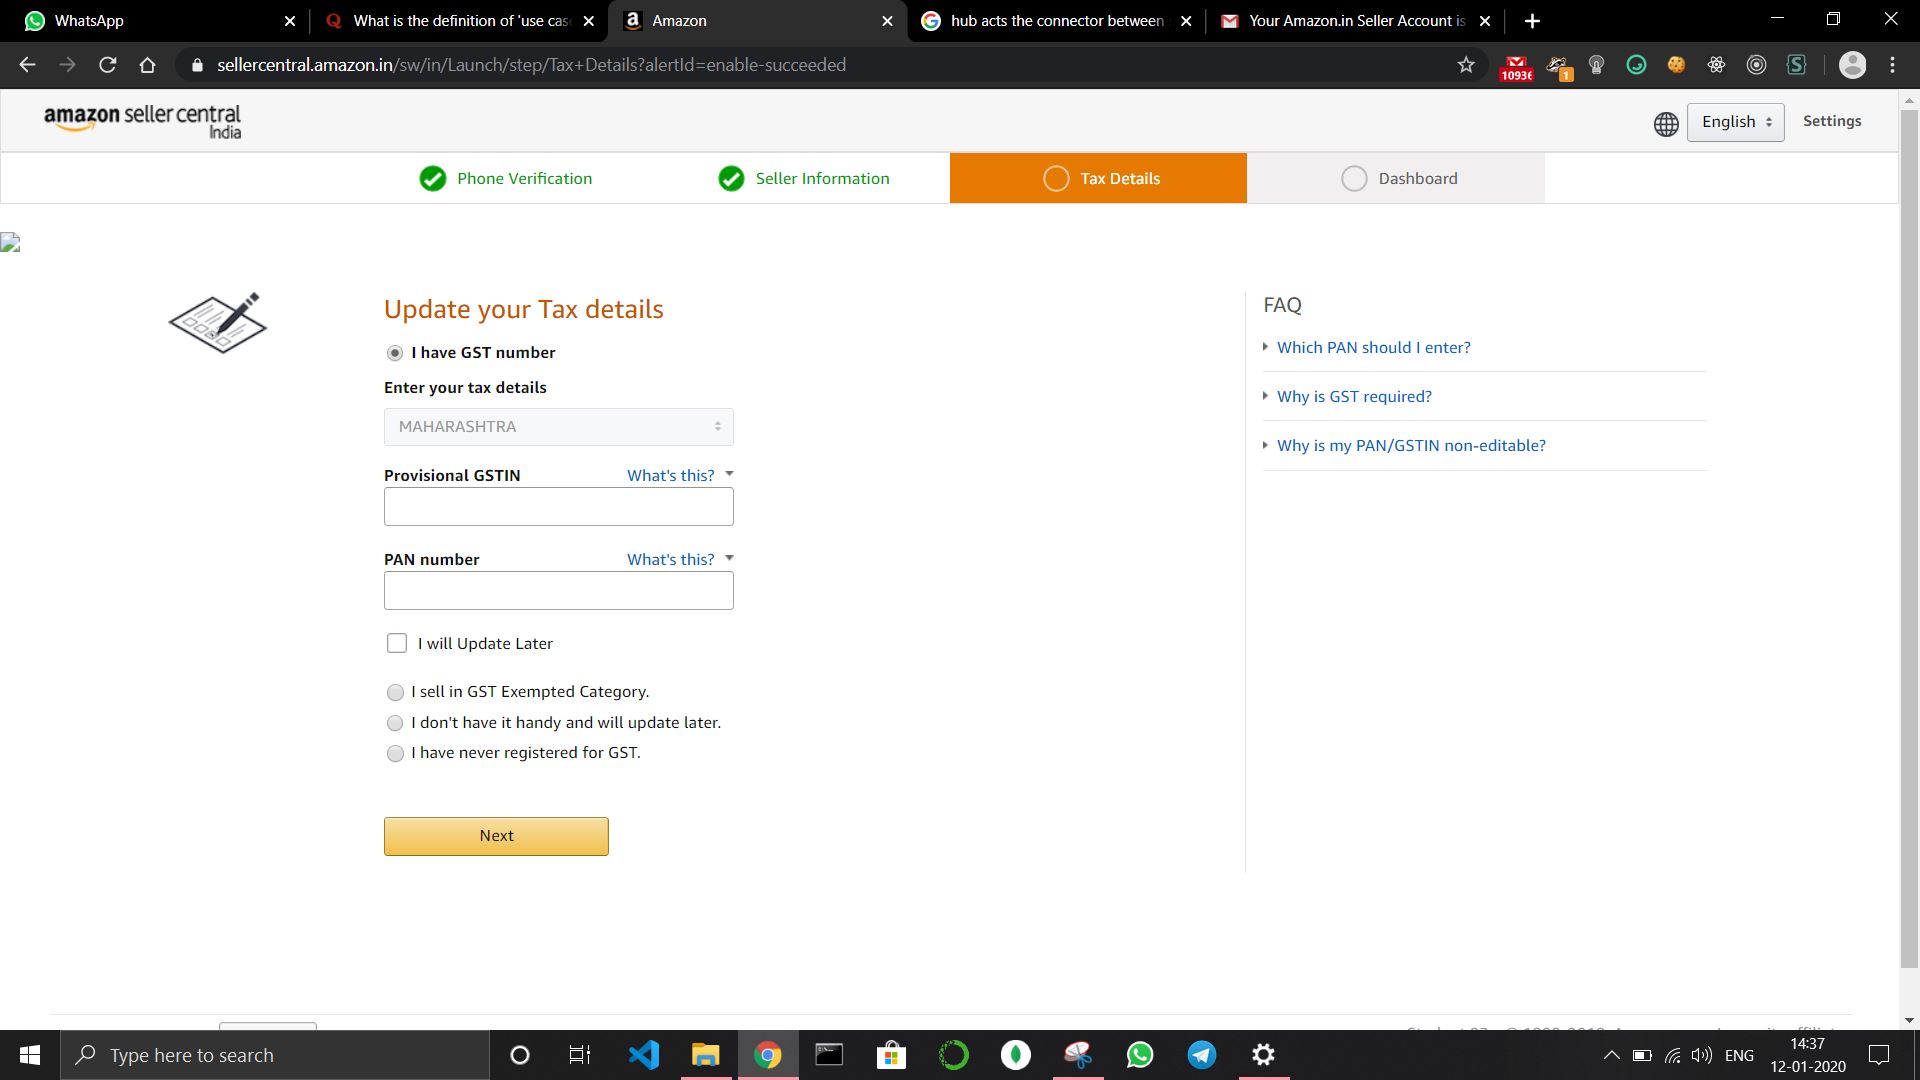 WhatsApp
What is the definition of 'use cas
Amazon
hub acts the connector between
Your Amazon.in Seller Account is
sellercentral.amazon.in/sw/in/Launch/step/Tax+Details?alertId=enable-succeeded
1093
1
amazon seller central
India
English
Settings
Phone Verification
Seller Information
Tax Details
Dashboard
Update your Tax details
I have GST number
Enter your tax details
MAHARASHTRA
Provisional GSTIN What's this?
PAN number What's this?
I will Update Later
I sell in GST Exempted Category.
I don't have it handy and will update later.
I have never registered for GST.
Next
FAQ
Which PAN should I enter?
Why is GST required?
Why is my PAN/GSTIN non-editable?
Type here to search
ENG
14:37
12-01-2020